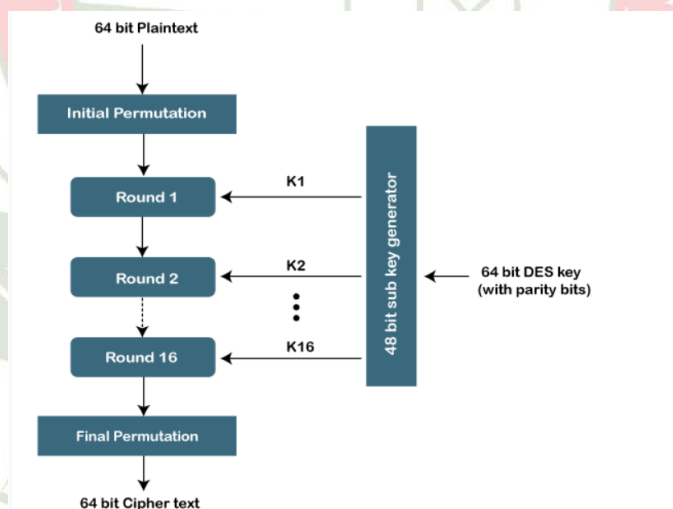 64 bit Plaintext
Initial Permutation
Round 1
K1
Round 2
K2
Round 16
K16
48 bit sub key generator
64 bit DES key
(with parity bits)
Final Permutation
64 bit Cipher text